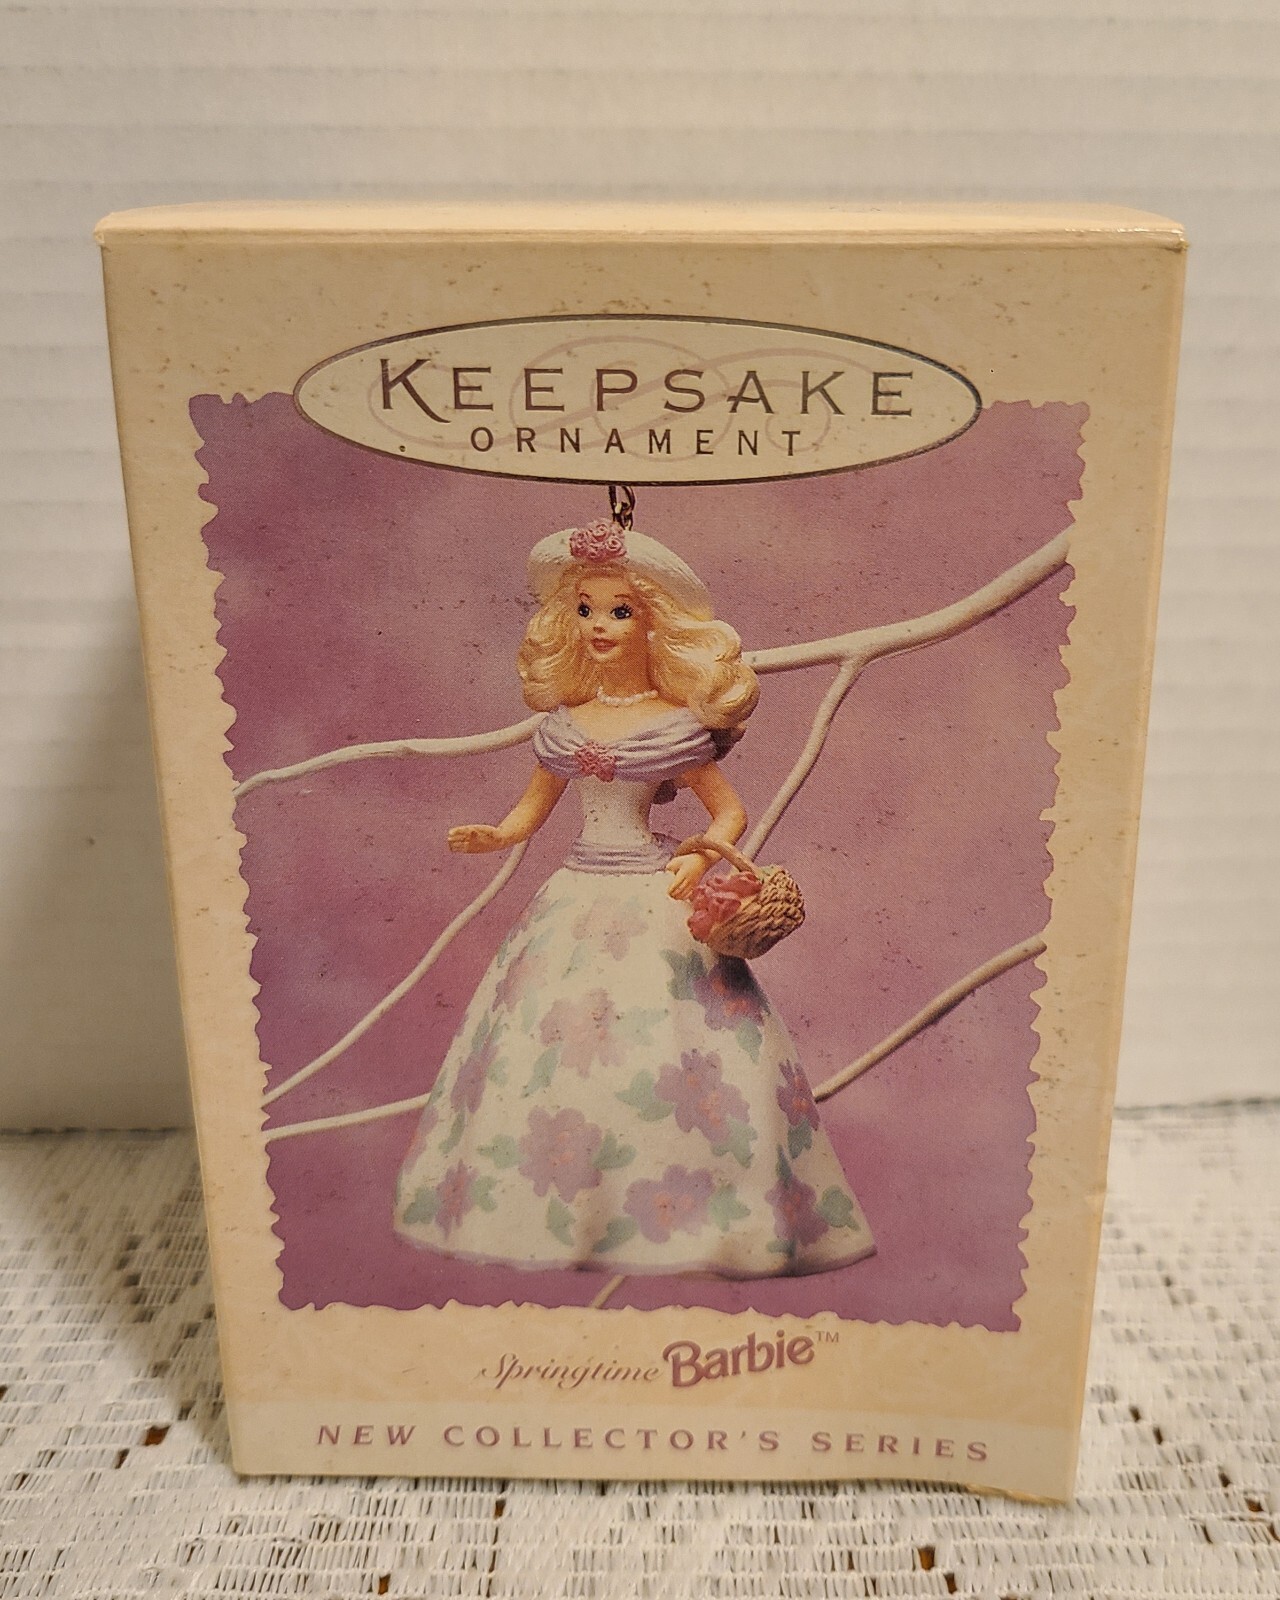 KEEPSAKE
ORNAMENT
Springtime Barbie™
NEW COLLECTOR'S SERIES